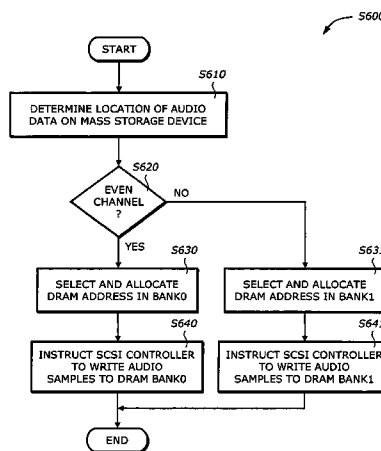 S600
START
S610
DETERMINE LOCATION OF AUDIO
DATA ON MASS STORAGE DEVICE
S620
EVEN
CHANNEL
?
NO
YES
S630
SELECT AND ALLOCATE
DRAM ADDRESS IN BANK0
S631
SELECT AND ALLOCATE
DRAM ADDRESS IN BANK1
S640
INSTRUCT SCSI CONTROLLER
TO WRITE AUDIO
SAMPLES TO DRAM BANK0
S641
INSTRUCT SCSI CONTROLLER
TO WRITE AUDIO
SAMPLES TO DRAM BANK1
END